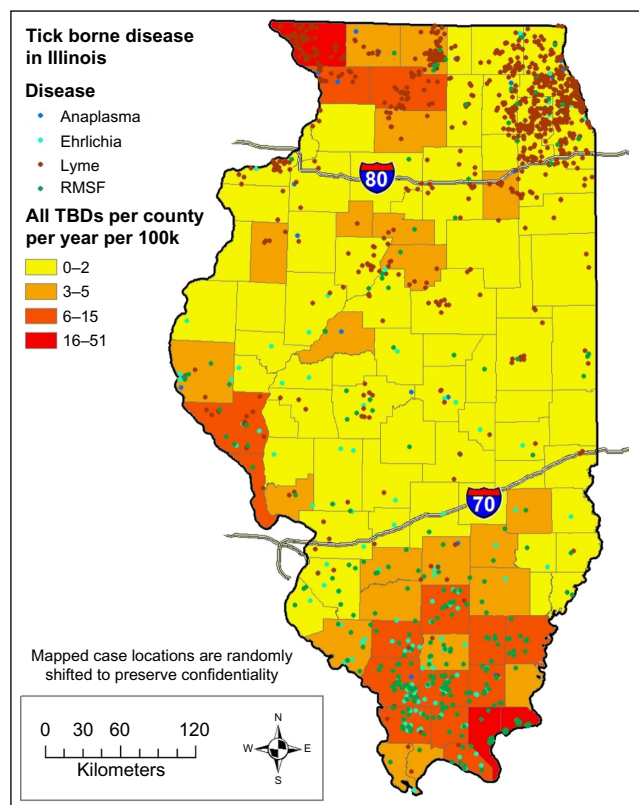 Tick borne disease
in Illinois
Disease
Anaplasma
Ehrlichia
Lyme
RMSF
All TBDs per county
per year per 100k
0–2
3–5
6–15
16–51
80
70
Mapped case locations are randomly
shifted to preserve confidentiality
0 30 60 120
Kilometers
N
W E
S